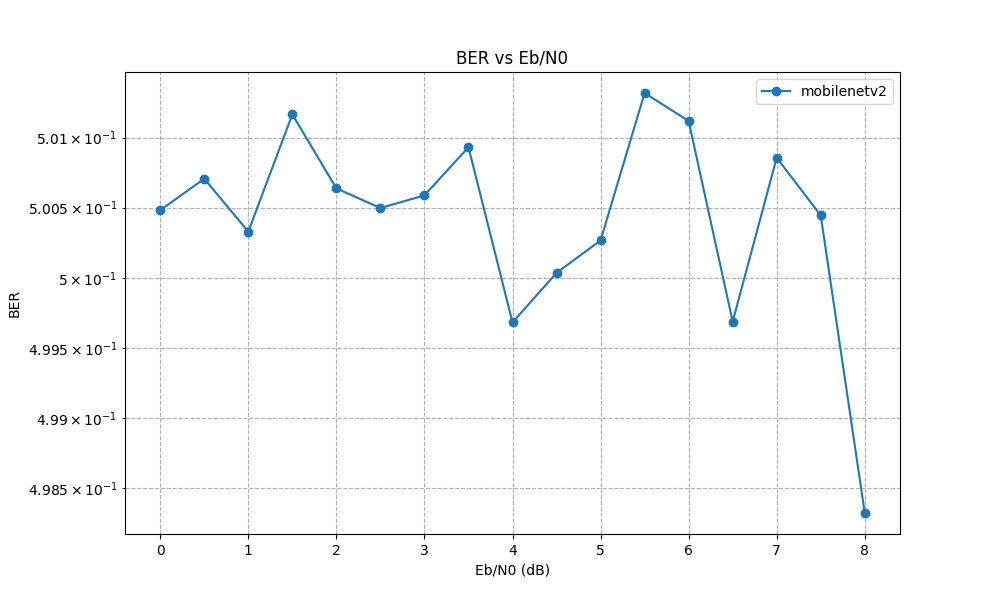 BER vs Eb/N0
mobilenetv2
BER
5.01 × 10⁻¹
5.005 × 10⁻¹
5 × 10⁻¹
4.995 × 10⁻¹
4.99 × 10⁻¹
4.985 × 10⁻¹
0 1 2 3 4 5 6 7 8
Eb/N0 (dB)